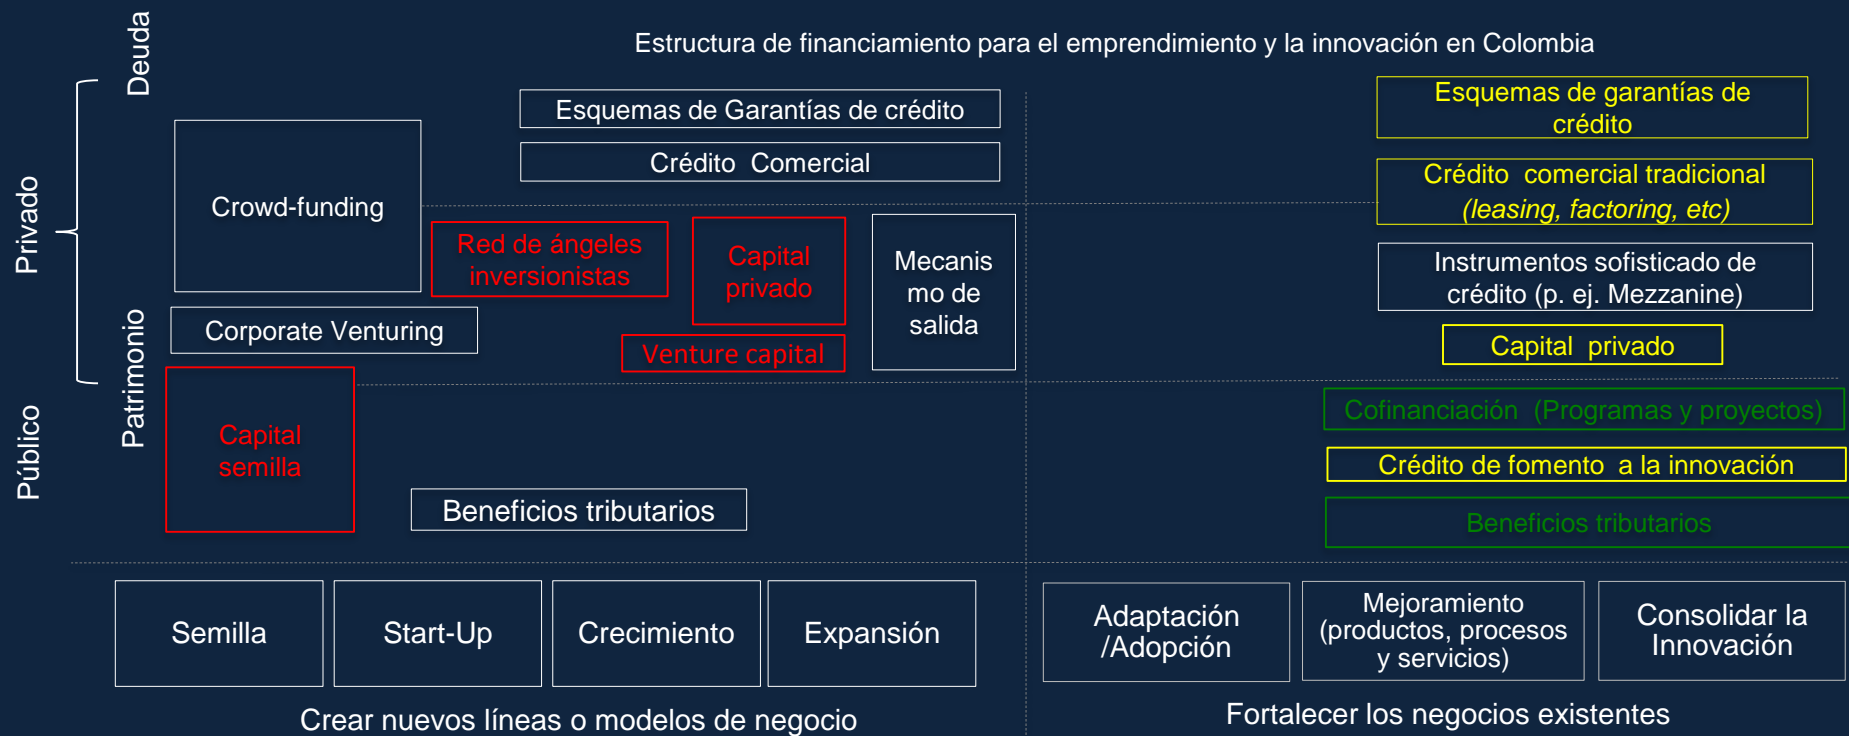 Estructura de financiamiento para el emprendimiento y la innovación en Colombia
Deuda
Privado
Patrimonio
Público
Esquemas de Garantías de crédito
Crédito Comercial
Crowd-funding
Red de ángeles
inversionistas
Capital
privado
Mecanis
mo de
salida
Corporate Venturing
Venture capital
Capital
semilla
Beneficios tributarios
Esquemas de garantías de
crédito
Crédito comercial tradicional
(leasing, factoring, etc)
Instrumentos sofisticado de
crédito (p. ej. Mezzanine)
Capital privado
Cofinanciación (Programas y proyectos)
Crédito de fomento a la innovación
Beneficios tributarios
Semilla
Start-Up
Crecimiento
Expansión
Adaptación
/Adopción
Mejoramiento
(productos, procesos
y servicios)
Consolidar la
Innovación
Crear nuevos líneas o modelos de negocio
Fortalecer los negocios existentes